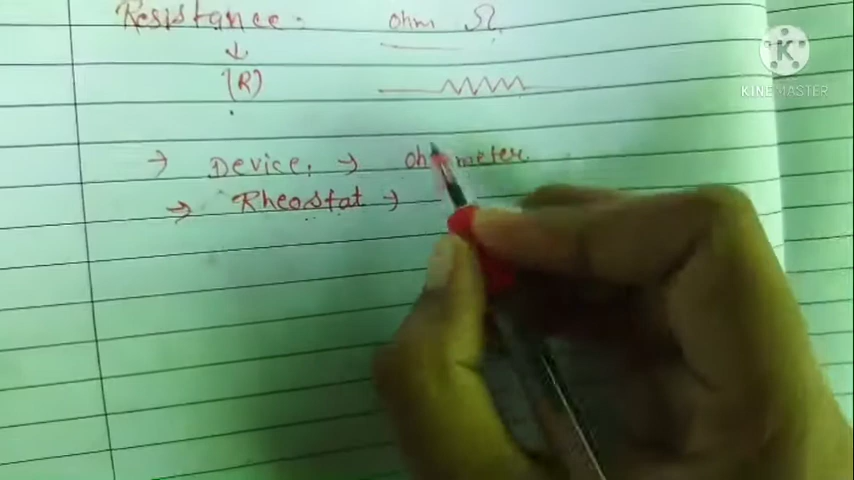 Resistance - ohm Ω.
↓
(R)
→ Device, → ohmmeter.
→ Rheostat →
KINEMASTER